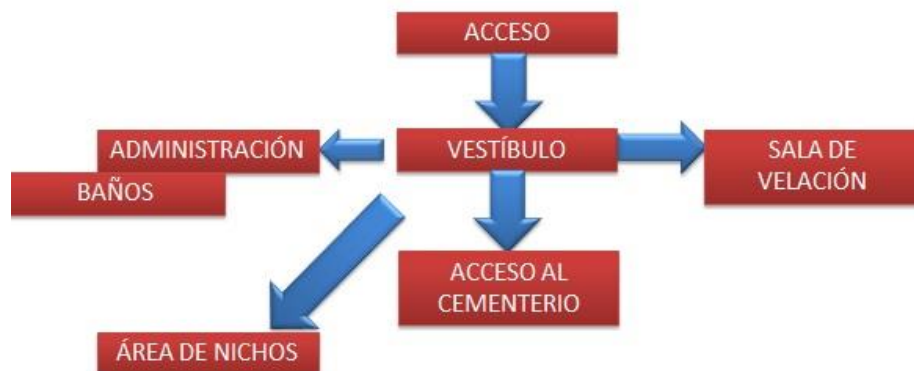 ACCESO
ADMINISTRACIÓN
VESTÍBULO
SALA DE
VELACIÓN
BAÑOS
ACCESO AL
CEMENTERIO
ÁREA DE NICHOS